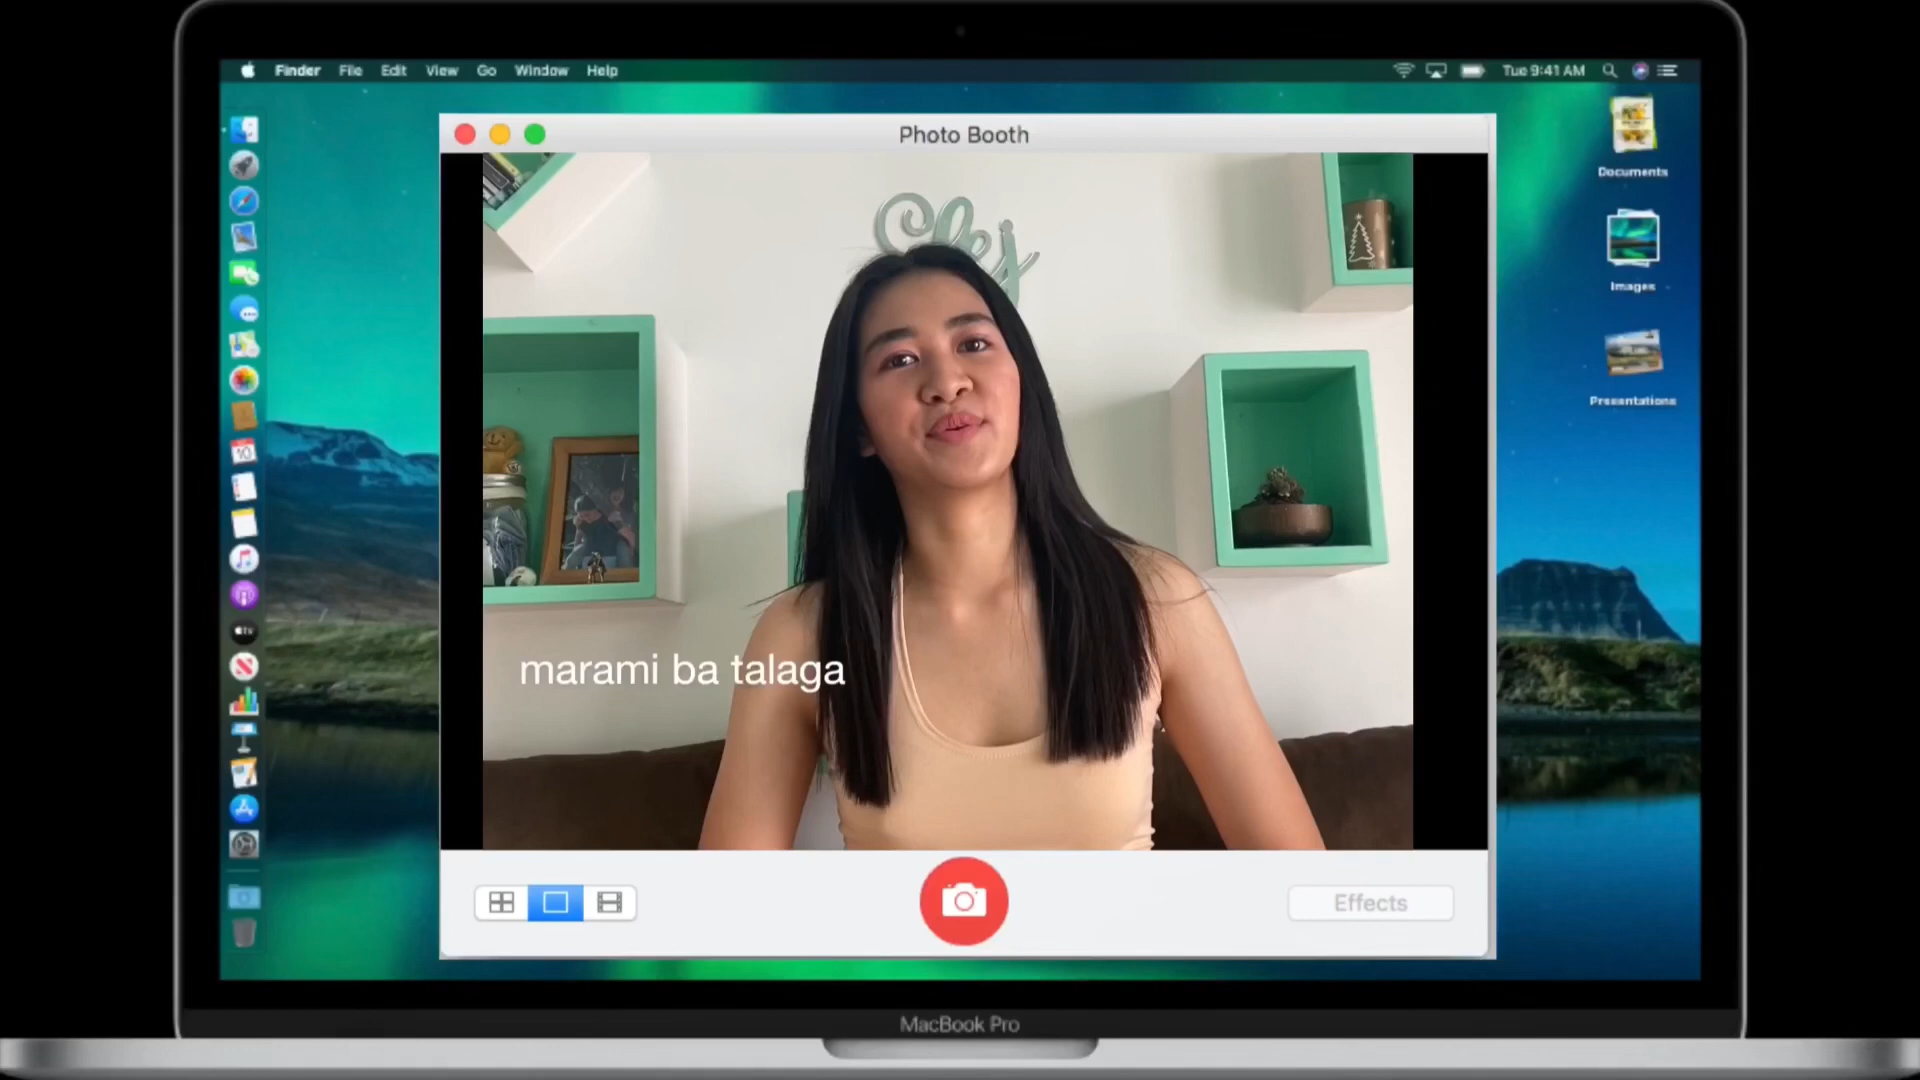 Finder File Edit View Go Window Help
Tue 9:41 AM
Photo Booth
Documents
Images
Presentations
marami ba talaga
Effects
MacBook Pro